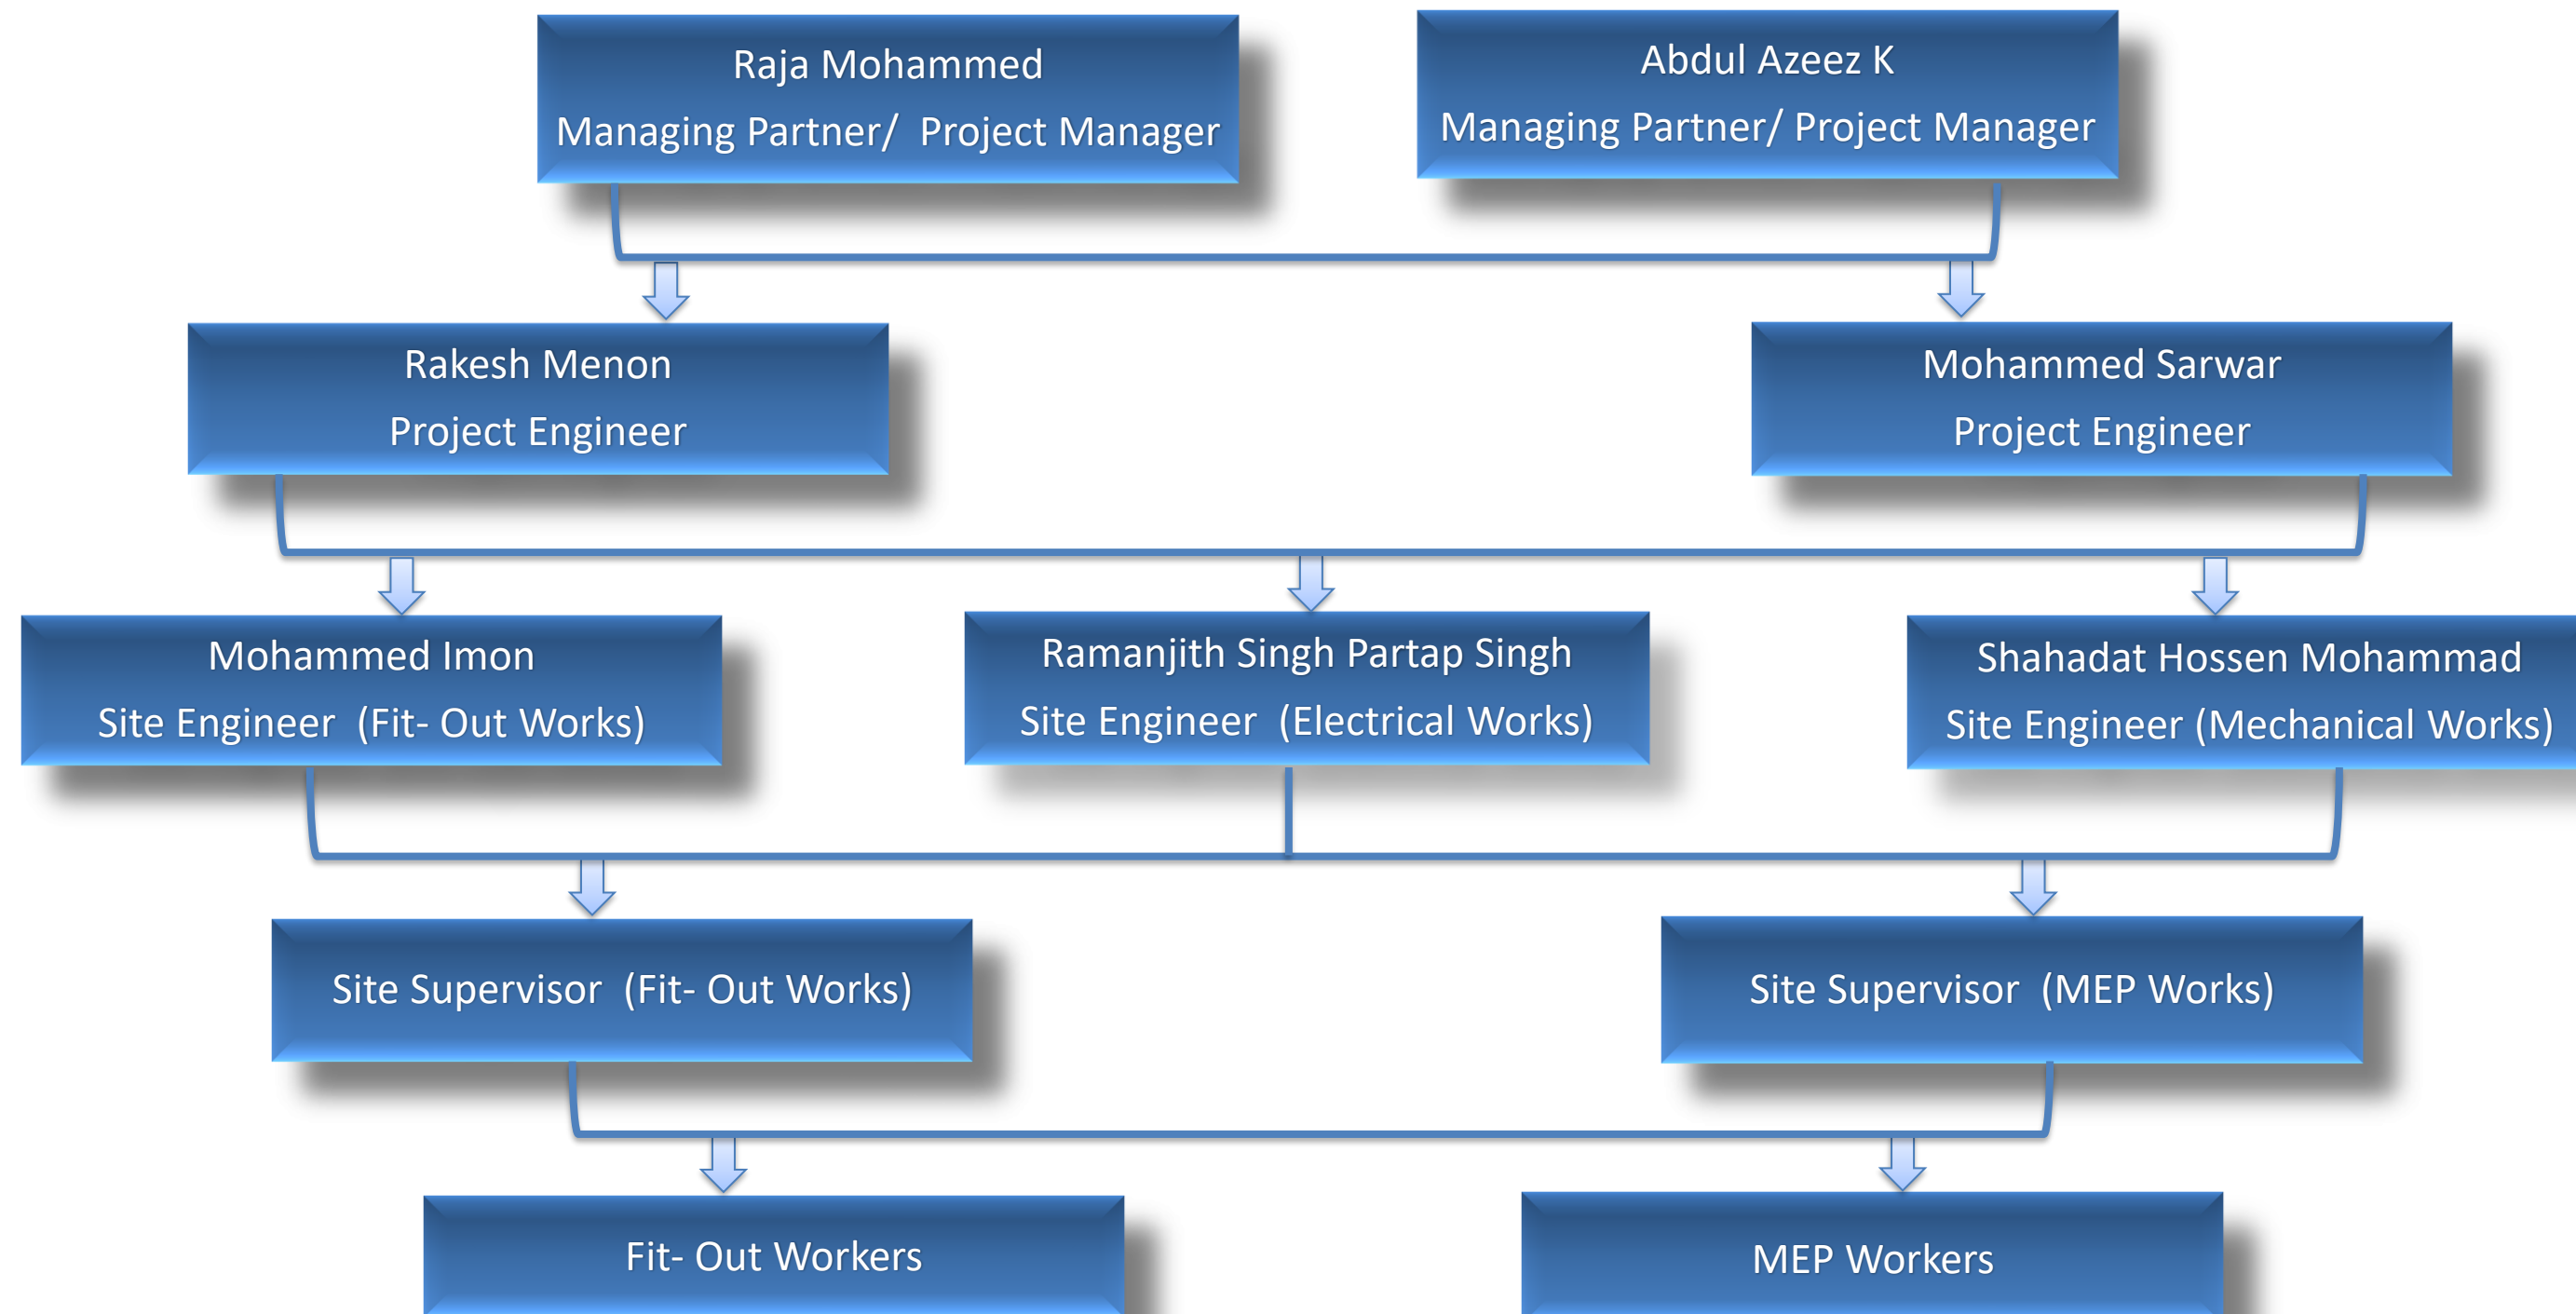 Raja Mohammed
Managing Partner/ Project Manager
Abdul Azeez K
Managing Partner/ Project Manager
Rakesh Menon
Project Engineer
Mohammed Sarwar
Project Engineer
Mohammed Imon
Site Engineer (Fit- Out Works)
Ramanjith Singh Partap Singh
Site Engineer (Electrical Works)
Shahadat Hossen Mohammad
Site Engineer (Mechanical Works)
Site Supervisor (Fit- Out Works)
Site Supervisor (MEP Works)
Fit- Out Workers
MEP Workers